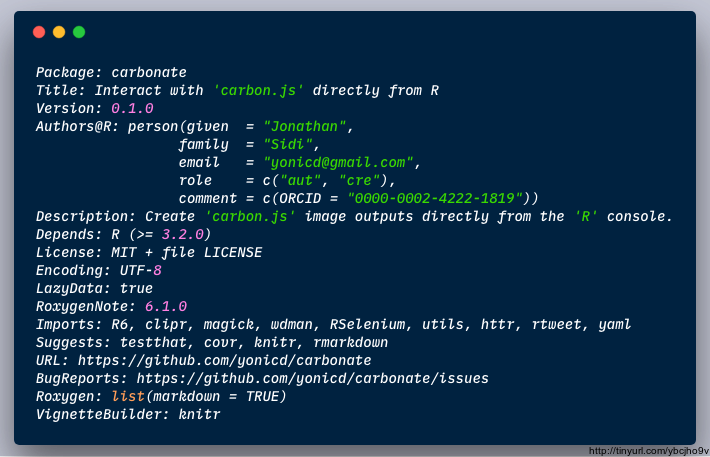 Package: carbonate
Title: Interact with 'carbon.js' directly from R
Version: 0.1.0
Authors@R: person(given  = "Jonathan",
                 family  = "Sidi",
                 email   = "yonicd@gmail.com",
                 role    = c("aut", "cre"),
                 comment = c(ORCID = "0000-0002-4222-1819"))
Description: Create 'carbon.js' image outputs directly from the 'R' console.
Depends: R (>= 3.2.0)
License: MIT + file LICENSE
Encoding: UTF-8
LazyData: true
RoxygenNote: 6.1.0
Imports: R6, clipr, magick, wdman, RSelenium, utils, httr, rtweet, yaml
Suggests: testthat, covr, knitr, rmarkdown
URL: https://github.com/yonicd/carbonate
BugReports: https://github.com/yonicd/carbonate/issues
Roxygen: list(markdown = TRUE)
VignetteBuilder: knitr
http://tinyurl.com/ybcjho9v